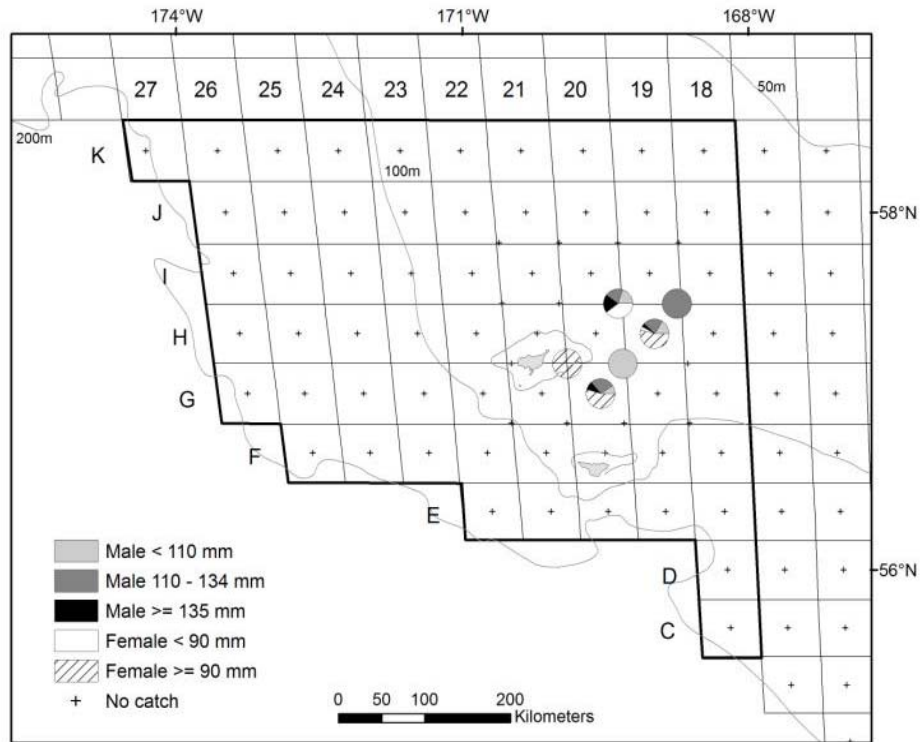 174°W 171°W 168°W
27 26 25 24 23 22 21 20 19 18
50m
200m
K
100m
J
58°N
I
H
G
F
E
Male < 110 mm
Male 110 - 134 mm
D
56°N
Male >= 135 mm
Female < 90 mm
C
Female >= 90 mm
+ No catch
0 50 100 200
Kilometers